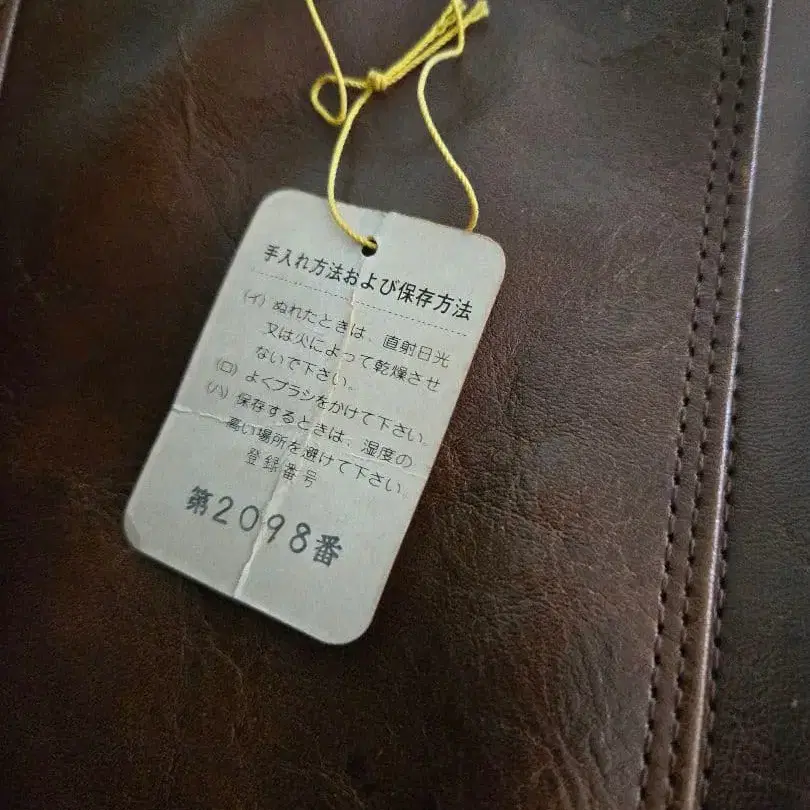 手入れ方法および保存方法
(イ) ぬれたときは、直射日光
又は火によって乾燥させ
ないで下さい。
(ロ) よくブラシをかけて下さい。
(ハ) 保存するときは、湿度の
高い場所を避けて下さい
登録番号
第2098番